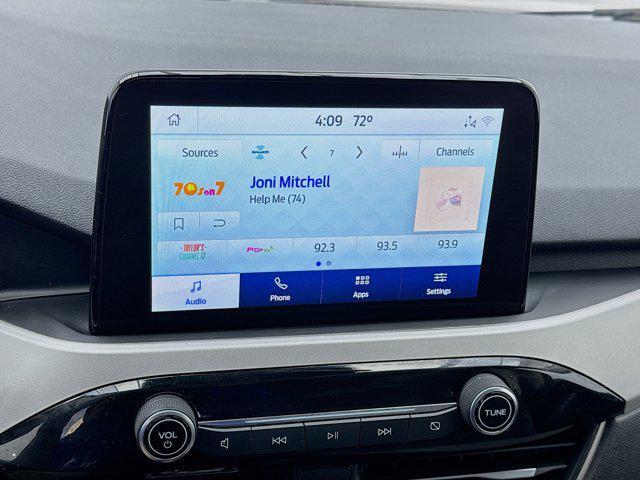 4:09 72°
Sources
SiriusXM
7
Channels
70s on 7
Joni Mitchell
Help Me (74)
TAYLOR'S
CHANNEL 13
POP
92.3
93.5
93.9
Audio
Phone
Apps
Settings
VOL
TUNE